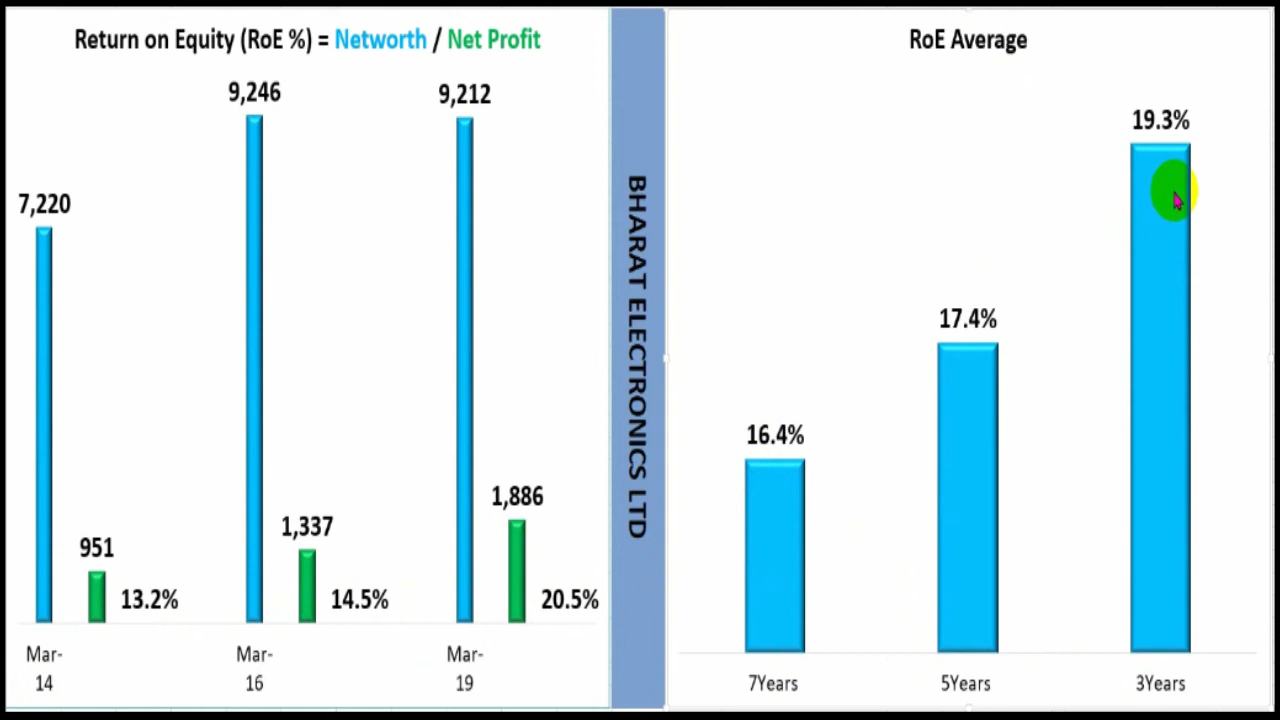 Return on Equity (RoE %) = Networth / Net Profit
9,246
9,212
7,220
1,886
1,337
951
13.2%
14.5%
20.5%
Mar-
14
Mar-
16
Mar-
19
BHARAT ELECTRONICS LTD
RoE Average
19.3%
17.4%
16.4%
7Years
5Years
3Years